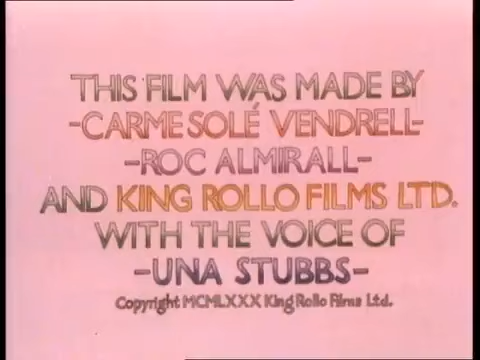 THIS FILM WAS MADE BY
-CARME SOLÉ VENDRELL-
-ROC ALMIRALL-
AND KING ROLLO FILMS LTD.
WITH THE VOICE OF
-UNA STUBBS-
Copyright MCMLXXX King Rollo Films Ltd.